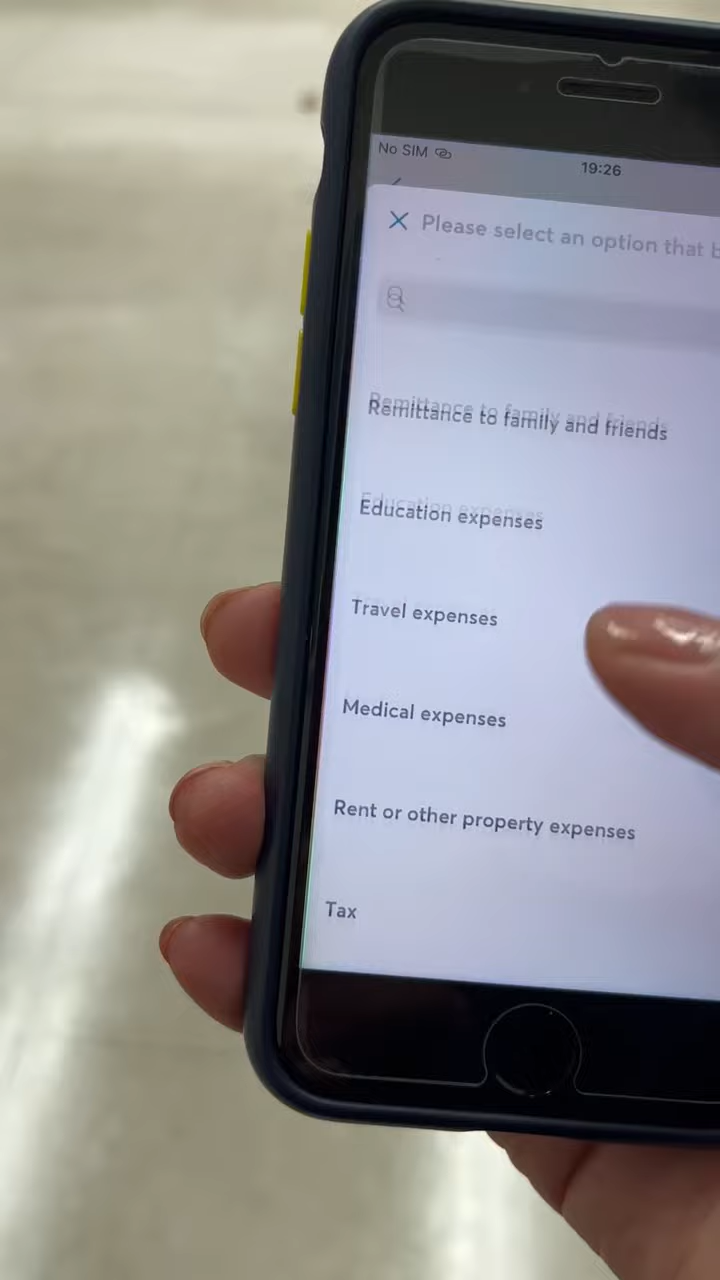 No SIM
19:26
Please select an option that
Remittance to family and friends
Education expenses
Travel expenses
Medical expenses
Rent or other property expenses
Tax